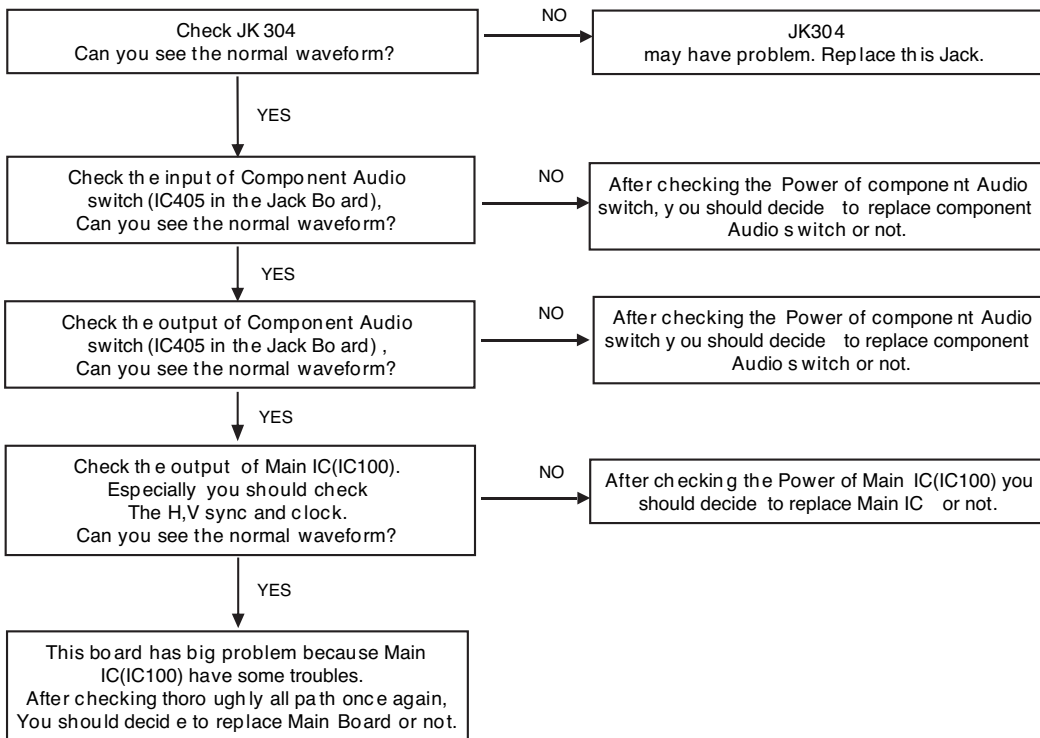 Check JK 304
Can you see the normal waveform?
NO
JK304
may have problem. Replace this Jack.
YES
Check the input of Component Audio
switch (IC405 in the Jack Board),
Can you see the normal waveform?
NO
After checking the Power of component Audio
switch, you should decide to replace component
Audio switch or not.
YES
Check the output of Component Audio
switch (IC405 in the Jack Board) ,
Can you see the normal waveform?
NO
After checking the Power of component Audio
switch you should decide to replace component
Audio switch or not.
YES
Check the output of Main IC(IC100).
Especially you should check
The H,V sync and clock.
Can you see the normal waveform?
NO
After checking the Power of Main IC(IC100) you
should decide to replace Main IC or not.
YES
This board has big problem because Main
IC(IC100) have some troubles.
After checking thoroughly all path once again,
You should decide to replace Main Board or not.